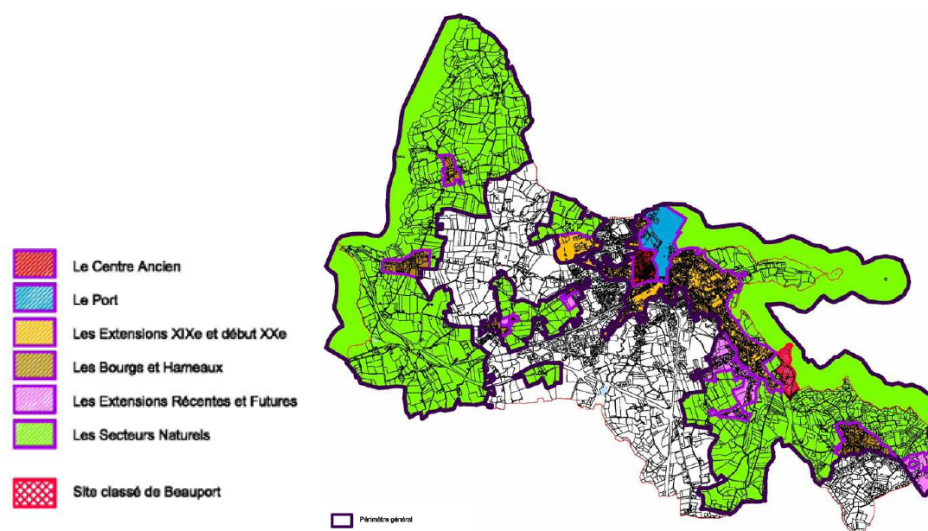 Le Centre Ancien
Le Port
Les Extensions XIXe et début XXe
Les Bourgs et Hameaux
Les Extensions Récentes et Futures
Les Secteurs Naturels
Site classé de Beauport
Périmètre général